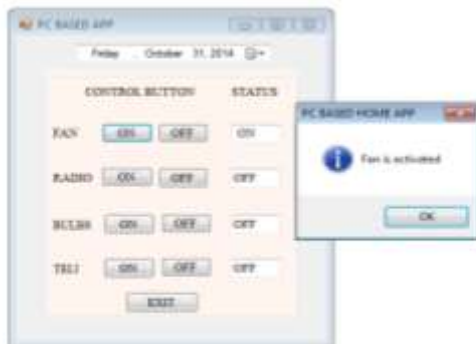 PC BASED APP
Friday , October 31, 2014
CONTROL BUTTON STATUS
FAN ON OFF ON
RADIO ON OFF OFF
BULBS ON OFF OFF
ON OFF OFF
EXIT
PC BASED HOME APP
Fan is activated
OK